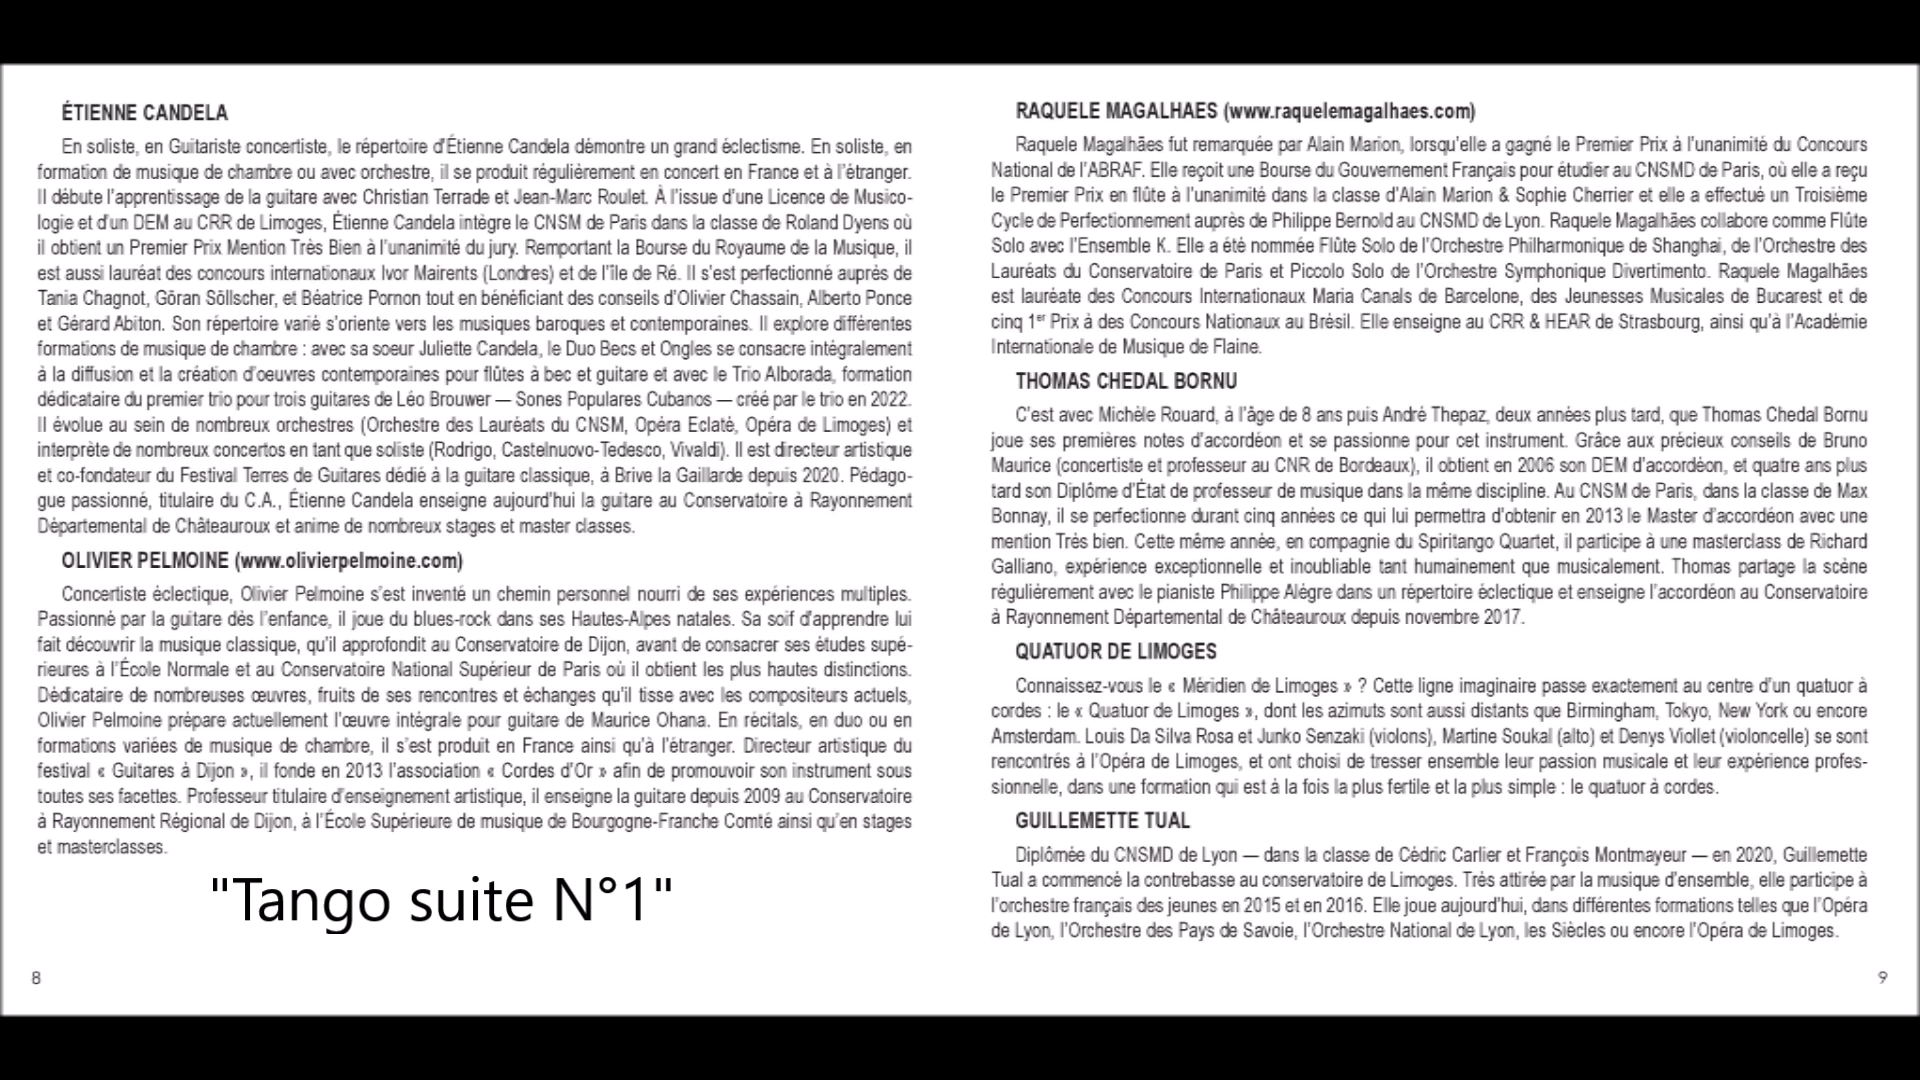 ÉTIENNE CANDELA
En soliste, en Guitariste concertiste, le répertoire d'Étienne Candela démontre un grand éclectisme. En soliste, en
formation de musique de chambre ou avec orchestre, il se produit régulièrement en concert en France et à l'étranger.
Il débute l'apprentissage de la guitare avec Christian Terrade et Jean-Marc Roulet. À l'issue d'une Licence de Musico-
logie et d'un DEM au CRR de Limoges, Étienne Candela intègre le CNSM de Paris dans la classe de Roland Dyens où
il obtient un Premier Prix Mention Très Bien à l'unanimité du jury. Remportant la Bourse du Royaume de la Musique, il
est aussi lauréat des concours internationaux Ivor Mairents (Londres) et de l'île de Ré. Il s'est perfectionné auprès de
Tania Chagnot, Göran Söllscher, et Béatrice Pornon tout en bénéficiant des conseils d'Olivier Chassain, Alberto Ponce
et Gérard Abiton. Son répertoire varié s'oriente vers les musiques baroques et contemporaines. Il explore différentes
formations de musique de chambre : avec sa soeur Juliette Candela, le Duo Becs et Ongles se consacre intégralement
à la diffusion et la création d'oeuvres contemporaines pour flûtes à bec et guitare et avec le Trio Alborada, formation
dédicataire du premier trio pour trois guitares de Léo Brouwer — Sones Populares Cubanos — créé par le trio en 2022.
Il évolue au sein de nombreux orchestres (Orchestre des Lauréats du CNSM, Opéra Eclaté, Opéra de Limoges) et
interprète de nombreux concertos en tant que soliste (Rodrigo, Castelnuovo-Tedesco, Vivaldi). Il est directeur artistique
et co-fondateur du Festival Terres de Guitares dédié à la guitare classique, à Brive la Gaillarde depuis 2020. Pédago-
gue passionné, titulaire du C.A., Étienne Candela enseigne aujourd'hui la guitare au Conservatoire à Rayonnement
Départemental de Châteauroux et anime de nombreux stages et master classes.
OLIVIER PELMOINE (www.olivierpelmoine.com)
Concertiste éclectique, Olivier Pelmoine s'est inventé un chemin personnel nourri de ses expériences multiples.
Passionné par la guitare dès l'enfance, il joue du blues-rock dans ses Hautes-Alpes natales. Sa soif d'apprendre lui
fait découvrir la musique classique, qu'il approfondit au Conservatoire de Dijon, avant de consacrer ses études supé-
rieures à l'École Normale et au Conservatoire National Supérieur de Paris où il obtient les plus hautes distinctions.
Dédicataire de nombreuses œuvres, fruits de ses rencontres et échanges qu'il tisse avec les compositeurs actuels,
Olivier Pelmoine prépare actuellement l'œuvre intégrale pour guitare de Maurice Ohana. En récitals, en duo ou en
formations variées de musique de chambre, il s'est produit en France ainsi qu'à l'étranger. Directeur artistique du
festival « Guitares à Dijon », il fonde en 2013 l'association « Cordes d'Or » afin de promouvoir son instrument sous
toutes ses facettes. Professeur titulaire d'enseignement artistique, il enseigne la guitare depuis 2009 au Conservatoire
à Rayonnement Régional de Dijon, à l'École Supérieure de musique de Bourgogne-Franche Comté ainsi qu'en stages
et masterclasses.
"Tango suite N°1"
8
RAQUELE MAGALHAES (www.raquelemagalhaes.com)
Raquele Magalhães fut remarquée par Alain Marion, lorsqu'elle a gagné le Premier Prix à l'unanimité du Concours
National de l'ABRAF. Elle reçoit une Bourse du Gouvernement Français pour étudier au CNSMD de Paris, où elle a reçu
le Premier Prix en flûte à l'unanimité dans la classe d'Alain Marion & Sophie Cherrier et elle a effectué un Troisième
Cycle de Perfectionnement auprès de Philippe Bernold au CNSMD de Lyon. Raquele Magalhães collabore comme Flûte
Solo avec l'Ensemble K. Elle a été nommée Flûte Solo de l'Orchestre Philharmonique de Shanghai, de l'Orchestre des
Lauréats du Conservatoire de Paris et Piccolo Solo de l'Orchestre Symphonique Divertimento. Raquele Magalhães
est lauréate des Concours Internationaux Maria Canals de Barcelone, des Jeunesses Musicales de Bucarest et de
cinq 1er Prix à des Concours Nationaux au Brésil. Elle enseigne au CRR & HEAR de Strasbourg, ainsi qu'à l'Académie
Internationale de Musique de Flaine.
THOMAS CHEDAL BORNU
C'est avec Michèle Rouard, à l'âge de 8 ans puis André Thepaz, deux années plus tard, que Thomas Chedal Bornu
joue ses premières notes d'accordéon et se passionne pour cet instrument. Grâce aux précieux conseils de Bruno
Maurice (concertiste et professeur au CNR de Bordeaux), il obtient en 2006 son DEM d'accordéon, et quatre ans plus
tard son Diplôme d'État de professeur de musique dans la même discipline. Au CNSM de Paris, dans la classe de Max
Bonnay, il se perfectionne durant cinq années ce qui lui permettra d'obtenir en 2013 le Master d'accordéon avec une
mention Très bien. Cette même année, en compagnie du Spiritango Quartet, il participe à une masterclass de Richard
Galliano, expérience exceptionnelle et inoubliable tant humainement que musicalement. Thomas partage la scène
régulièrement avec le pianiste Philippe Alègre dans un répertoire éclectique et enseigne l'accordéon au Conservatoire
à Rayonnement Départemental de Châteauroux depuis novembre 2017.
QUATUOR DE LIMOGES
Connaissez-vous le « Méridien de Limoges » ? Cette ligne imaginaire passe exactement au centre d'un quatuor à
cordes : le « Quatuor de Limoges », dont les azimuts sont aussi distants que Birmingham, Tokyo, New York ou encore
Amsterdam. Louis Da Silva Rosa et Junko Senzaki (violons), Martine Soukal (alto) et Denys Viollet (violoncelle) se sont
rencontrés à l'Opéra de Limoges, et ont choisi de tresser ensemble leur passion musicale et leur expérience profes-
sionnelle, dans une formation qui est à la fois la plus fertile et la plus simple : le quatuor à cordes.
GUILLEMETTE TUAL
Diplômée du CNSMD de Lyon — dans la classe de Cédric Carlier et François Montmayeur — en 2020, Guillemette
Tual a commencé la contrebasse au conservatoire de Limoges. Très attirée par la musique d'ensemble, elle participe à
l'orchestre français des jeunes en 2015 et en 2016. Elle joue aujourd'hui, dans différentes formations telles que l'Opéra
de Lyon, l'Orchestre des Pays de Savoie, l'Orchestre National de Lyon, les Siècles ou encore l'Opéra de Limoges.
9